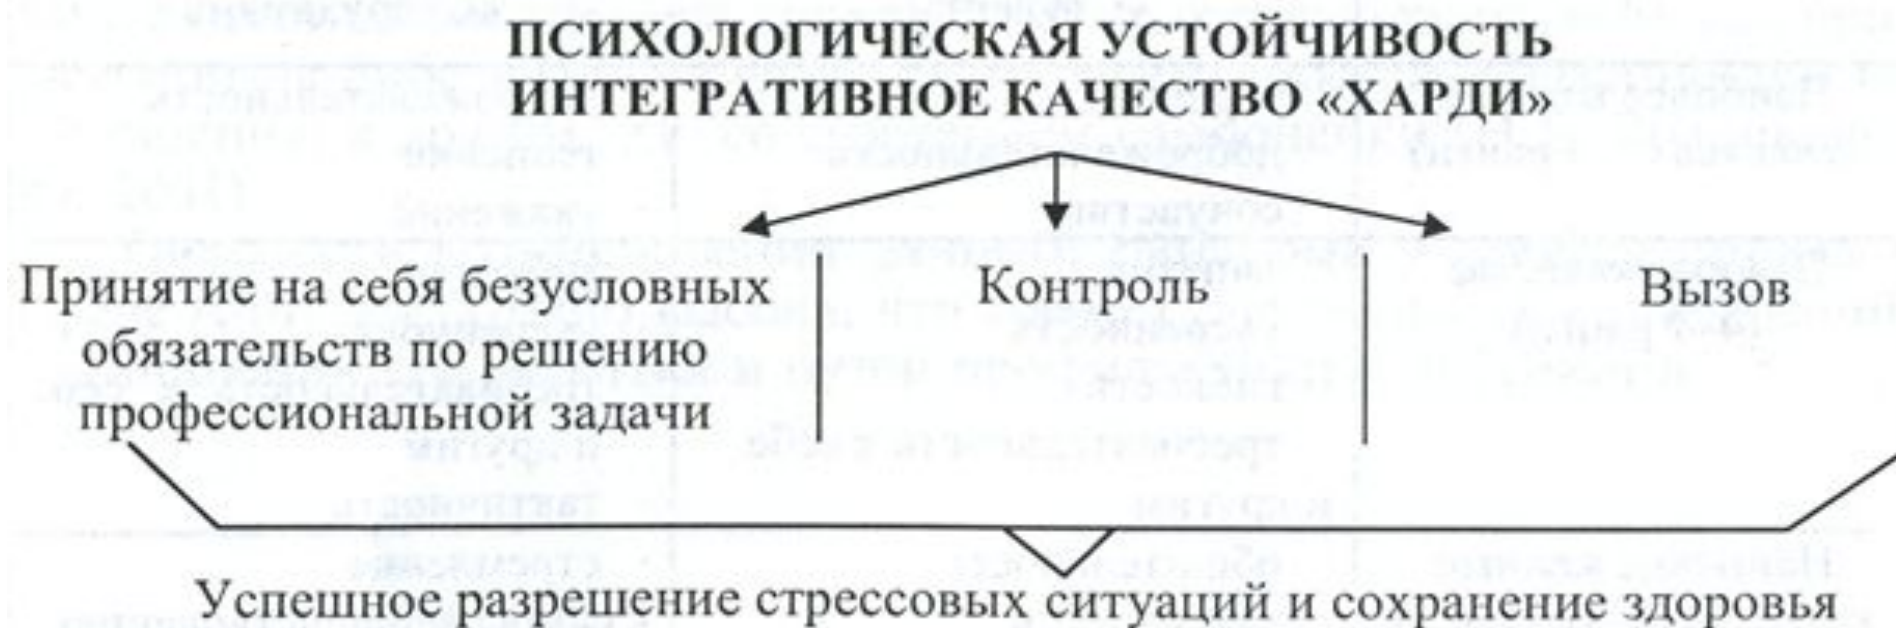 ПСИХОЛОГИЧЕСКАЯ УСТОЙЧИВОСТЬ
ИНТЕГРАТИВНОЕ КАЧЕСТВО «ХАРДИ»
Принятие на себя безусловных
обязательств по решению
профессиональной задачи
Контроль
Вызов
Успешное разрешение стрессовых ситуаций и сохранение здоровья